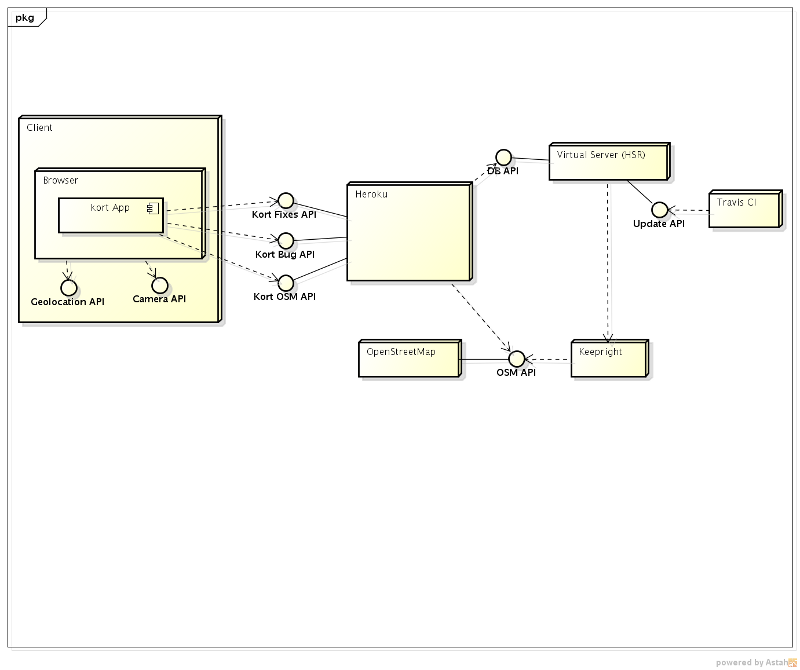 pkg
Client
Browser
Kort App
Geolocation API
Camera API
Kort Fixes API
Kort Bug API
Kort OSM API
Heroku
DB API
Virtual Server (HSR)
Update API
Travis CI
OpenStreetMap
OSM API
Keepright
powered by Astah